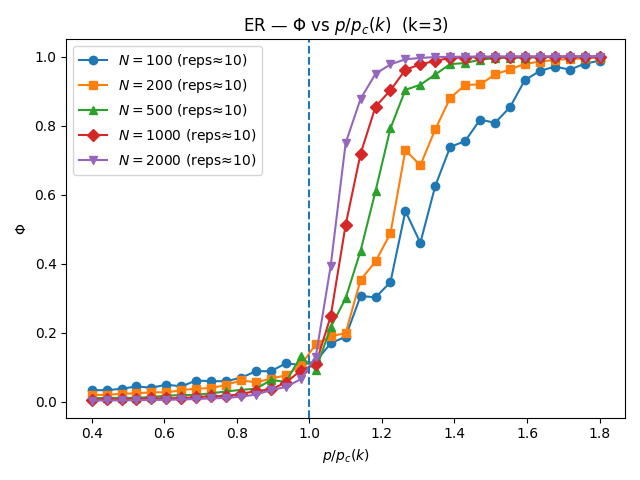 ER — Φ vs p/p_c(k) (k=3)
N = 100 (reps≈10)
N = 200 (reps≈10)
N = 500 (reps≈10)
N = 1000 (reps≈10)
N = 2000 (reps≈10)
Φ
1.0
0.8
0.6
0.4
0.2
0.0
0.4 0.6 0.8 1.0 1.2 1.4 1.6 1.8
p/p_c(k)